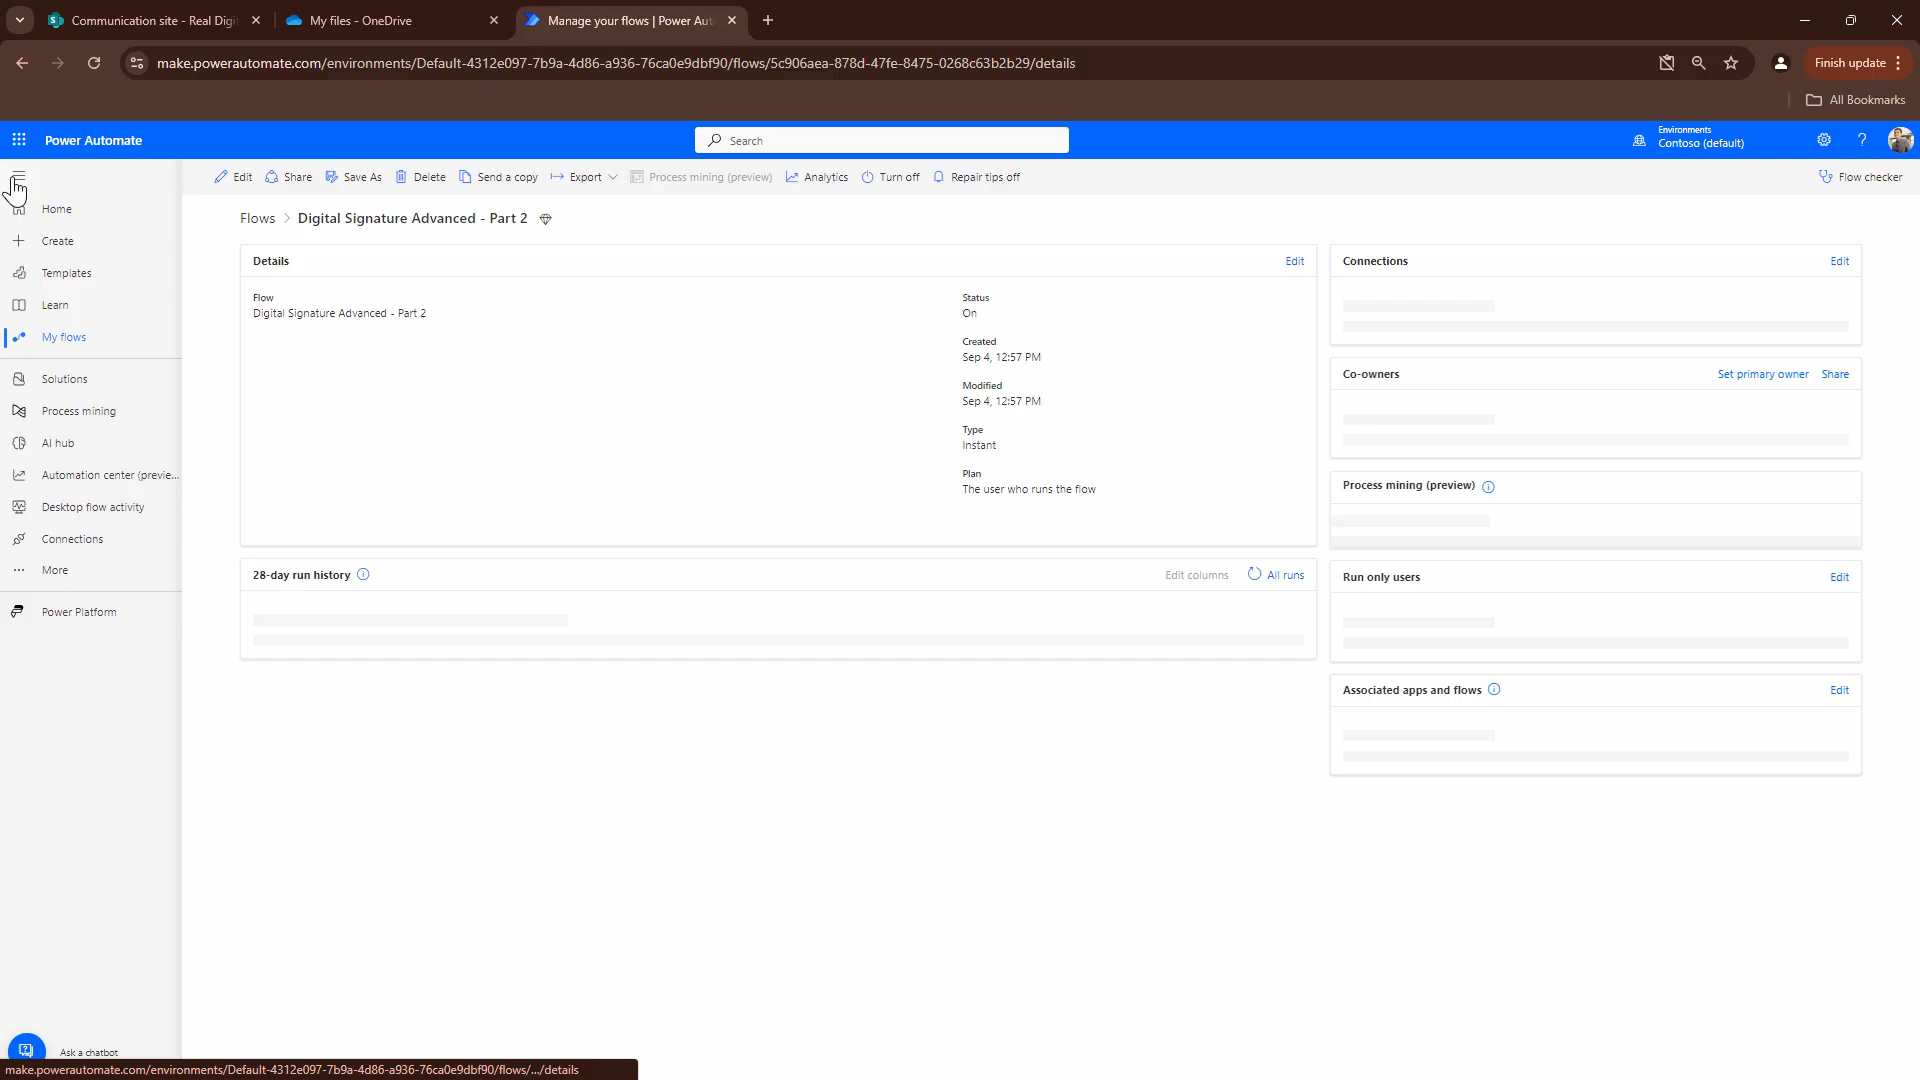 Communication site - Real Digit
My files - OneDrive
Manage your flows | Power Aut
make.powerautomate.com/environments/Default-4312e097-7b9a-4d86-a936-76ca0e9dbf90/flows/5c906aea-878d-47fe-8475-0268c63b2b29/details
Finish update
All Bookmarks
Power Automate
Search
Environments
Contoso (default)
Edit
Share
Save As
Delete
Send a copy
Export
Process mining (preview)
Analytics
Turn off
Repair tips off
Flow checker
Home
Create
Templates
Learn
My flows
Solutions
Process mining
AI hub
Automation center (previe...
Desktop flow activity
Connections
More
Power Platform
Ask a chatbot
Flows > Digital Signature Advanced - Part 2
Details
Edit
Flow
Digital Signature Advanced - Part 2
Status
On
Created
Sep 4, 12:57 PM
Modified
Sep 4, 12:57 PM
Type
Instant
Plan
The user who runs the flow
28-day run history
Edit columns
All runs
Connections
Edit
Co-owners
Set primary owner
Share
Process mining (preview)
Run only users
Edit
Associated apps and flows
Edit
make.powerautomate.com/environments/Default-4312e097-7b9a-4d86-a936-76ca0e9dbf90/flows/.../details